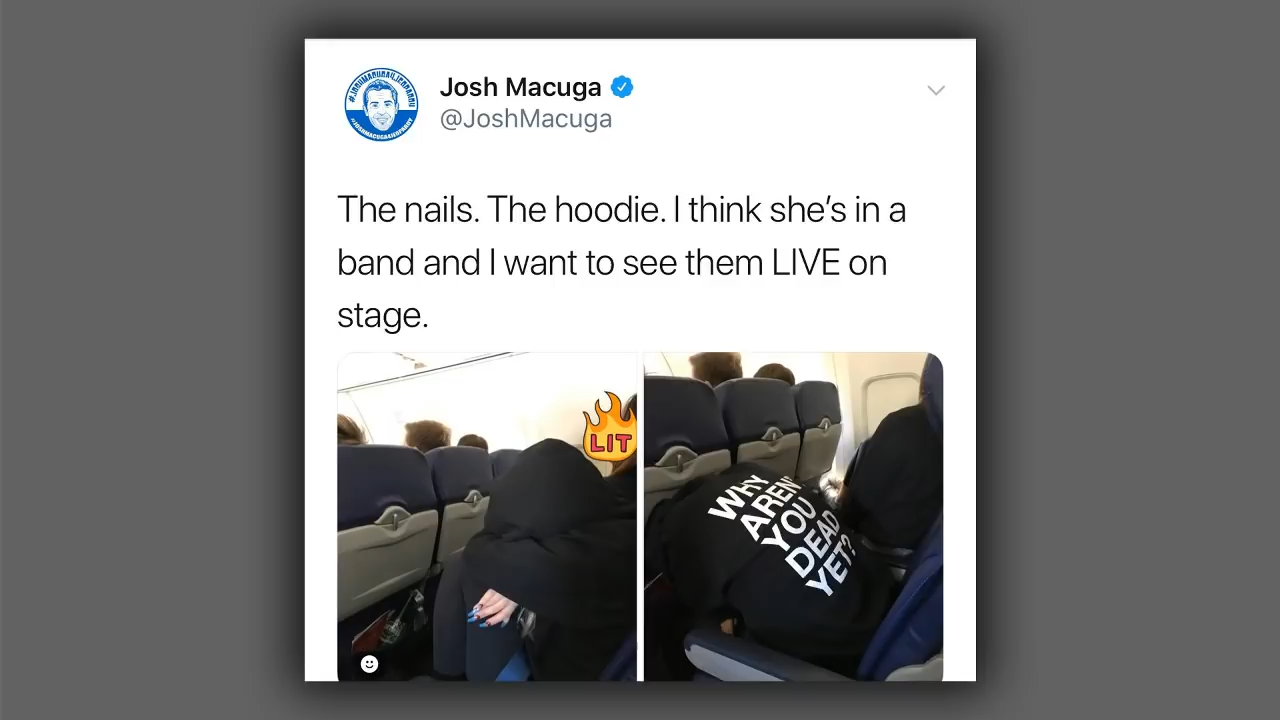 Josh Macuga
@JoshMacuga
The nails. The hoodie. I think she's in a
band and I want to see them LIVE on
stage.
LIT
WHY
AREN'
YOU
DEAD
YET?